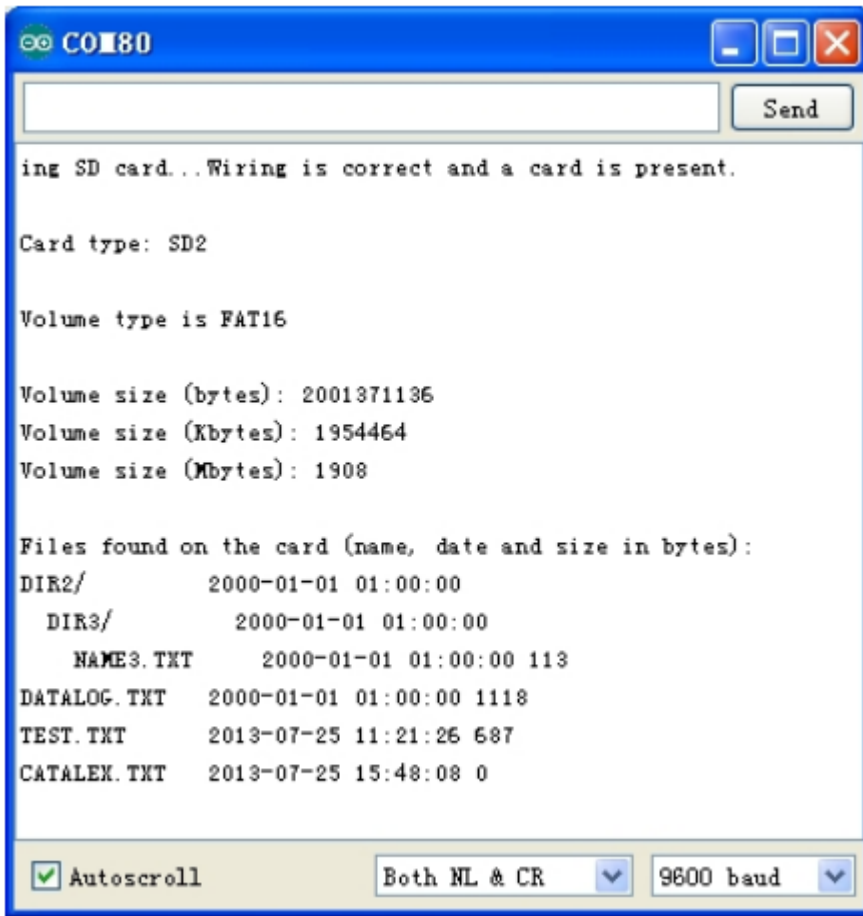 COM80
Send
ing SD card...Wiring is correct and a card is present.
Card type: SD2
Volume type is FAT16
Volume size (bytes): 2001371136
Volume size (Kbytes): 1954464
Volume size (Mbytes): 1908
Files found on the card (name, date and size in bytes):
DIR2/          2000-01-01 01:00:00
  DIR3/          2000-01-01 01:00:00
    NAME3.TXT     2000-01-01 01:00:00 113
DATALOG.TXT   2000-01-01 01:00:00 1118
TEST.TXT      2013-07-25 11:21:26 687
CATALEX.TXT   2013-07-25 15:48:08 0
Autoscroll Both NL & CR 9600 baud